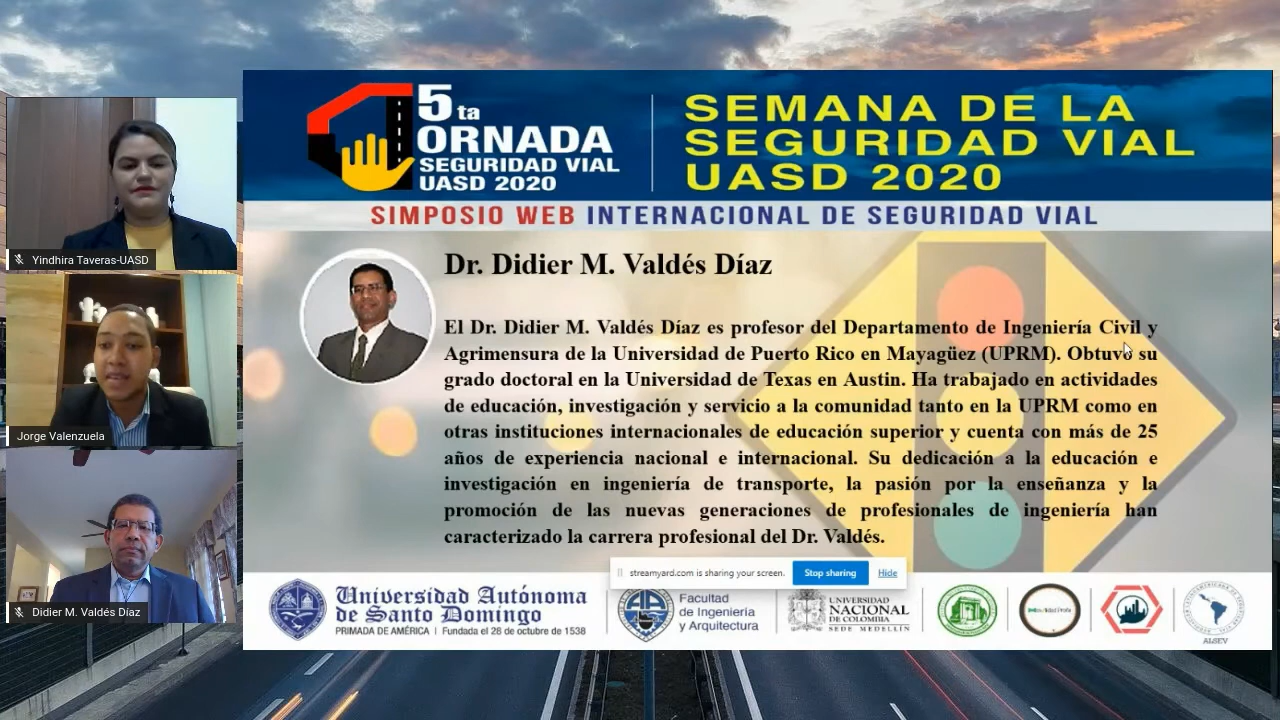 5ta
ORNADA
SEGURIDAD VIAL
UASD 2020
SEMANA DE LA
SEGURIDAD VIAL
UASD 2020
SIMPOSIO WEB INTERNACIONAL DE SEGURIDAD VIAL
Yindhira Taveras-UASD
Jorge Valenzuela
Didier M. Valdés Díaz
Dr. Didier M. Valdés Díaz
El Dr. Didier M. Valdés Díaz es profesor del Departamento de Ingeniería Civil y
Agrimensura de la Universidad de Puerto Rico en Mayagüez (UPRM). Obtuvo su
grado doctoral en la Universidad de Texas en Austin. Ha trabajado en actividades
de educación, investigación y servicio a la comunidad tanto en la UPRM como en
otras instituciones internacionales de educación superior y cuenta con más de 25
años de experiencia nacional e internacional. Su dedicación a la educación e
investigación en ingeniería de transporte, la pasión por la enseñanza y la
promoción de las nuevas generaciones de profesionales de ingeniería han
caracterizado la carrera profesional del Dr. Valdés.
streamyard.com is sharing your screen.
Stop sharing
Hide
Universidad Autónoma
de Santo Domingo
PRIMADA DE AMÉRICA | Fundada el 28 de octubre de 1538
Facultad
de Ingeniería
y Arquitectura
UNIVERSIDAD
NACIONAL
DE COLOMBIA
SEDE MEDELLÍN
ALSEV